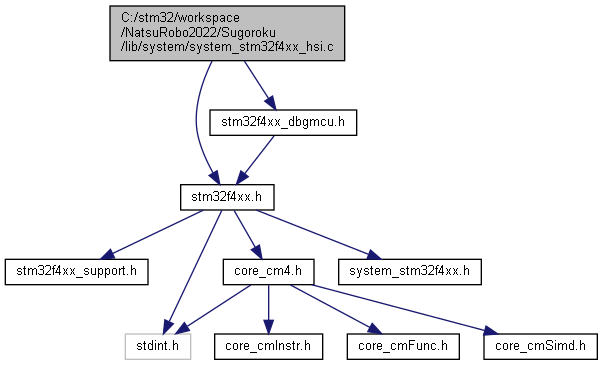 C:/stm32/workspace
/NatsuRobo2022/Sugoroku
/lib/system/system_stm32f4xx_hsi.c
stm32f4xx_dbgmcu.h
stm32f4xx.h
stm32f4xx_support.h
core_cm4.h
system_stm32f4xx.h
stdint.h
core_cmInstr.h
core_cmFunc.h
core_cmSimd.h